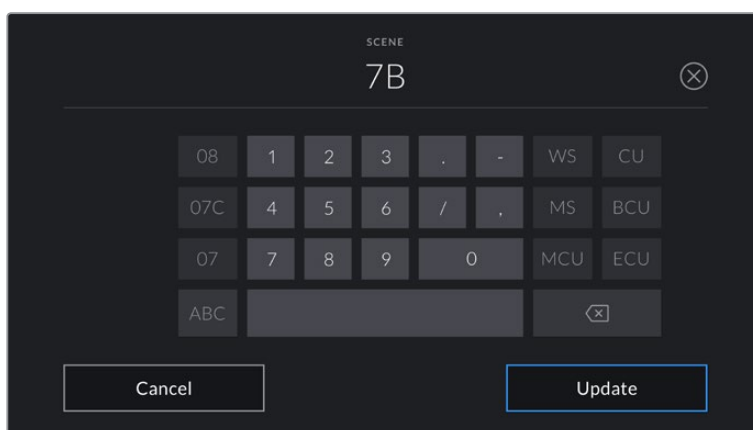 SCENE
7B
08 1 2 3 . - WS CU
07C 4 5 6 / , MS BCU
07 7 8 9 0 MCU ECU
ABC
Cancel Update